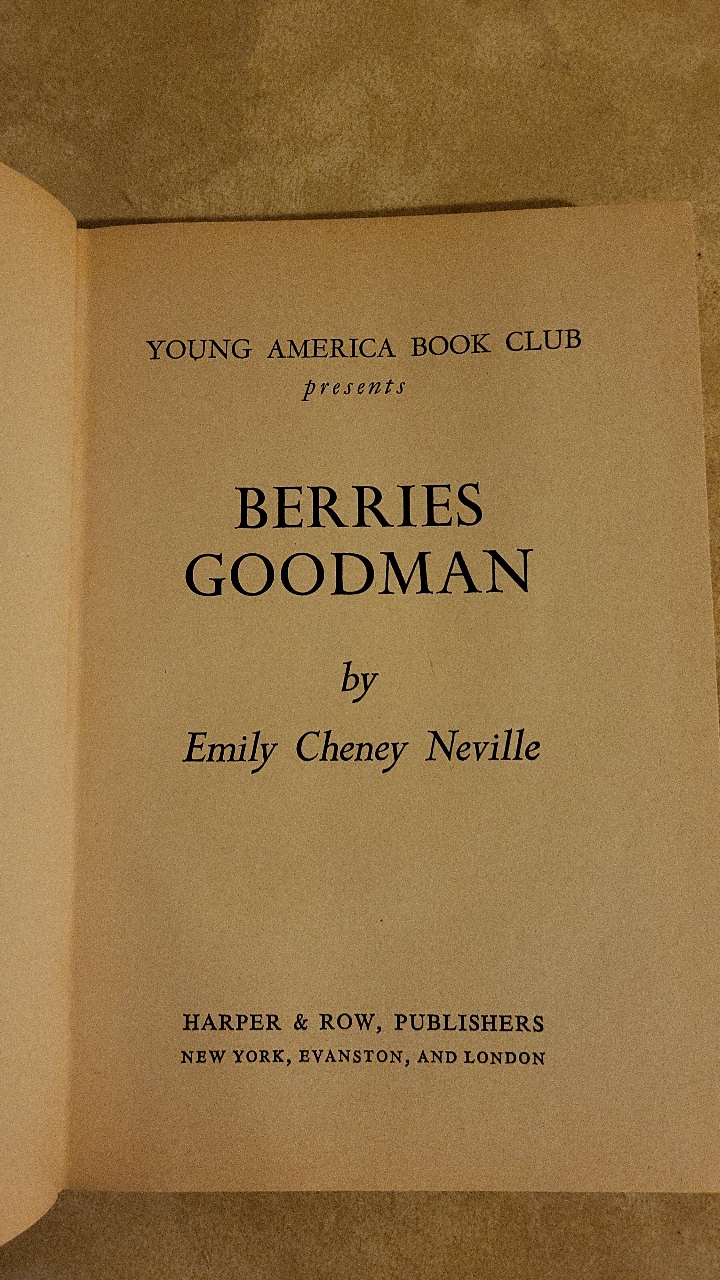 YOUNG AMERICA BOOK CLUB
presents
BERRIES
GOODMAN
by
Emily Cheney Neville
HARPER & ROW, PUBLISHERS
NEW YORK, EVANSTON, AND LONDON